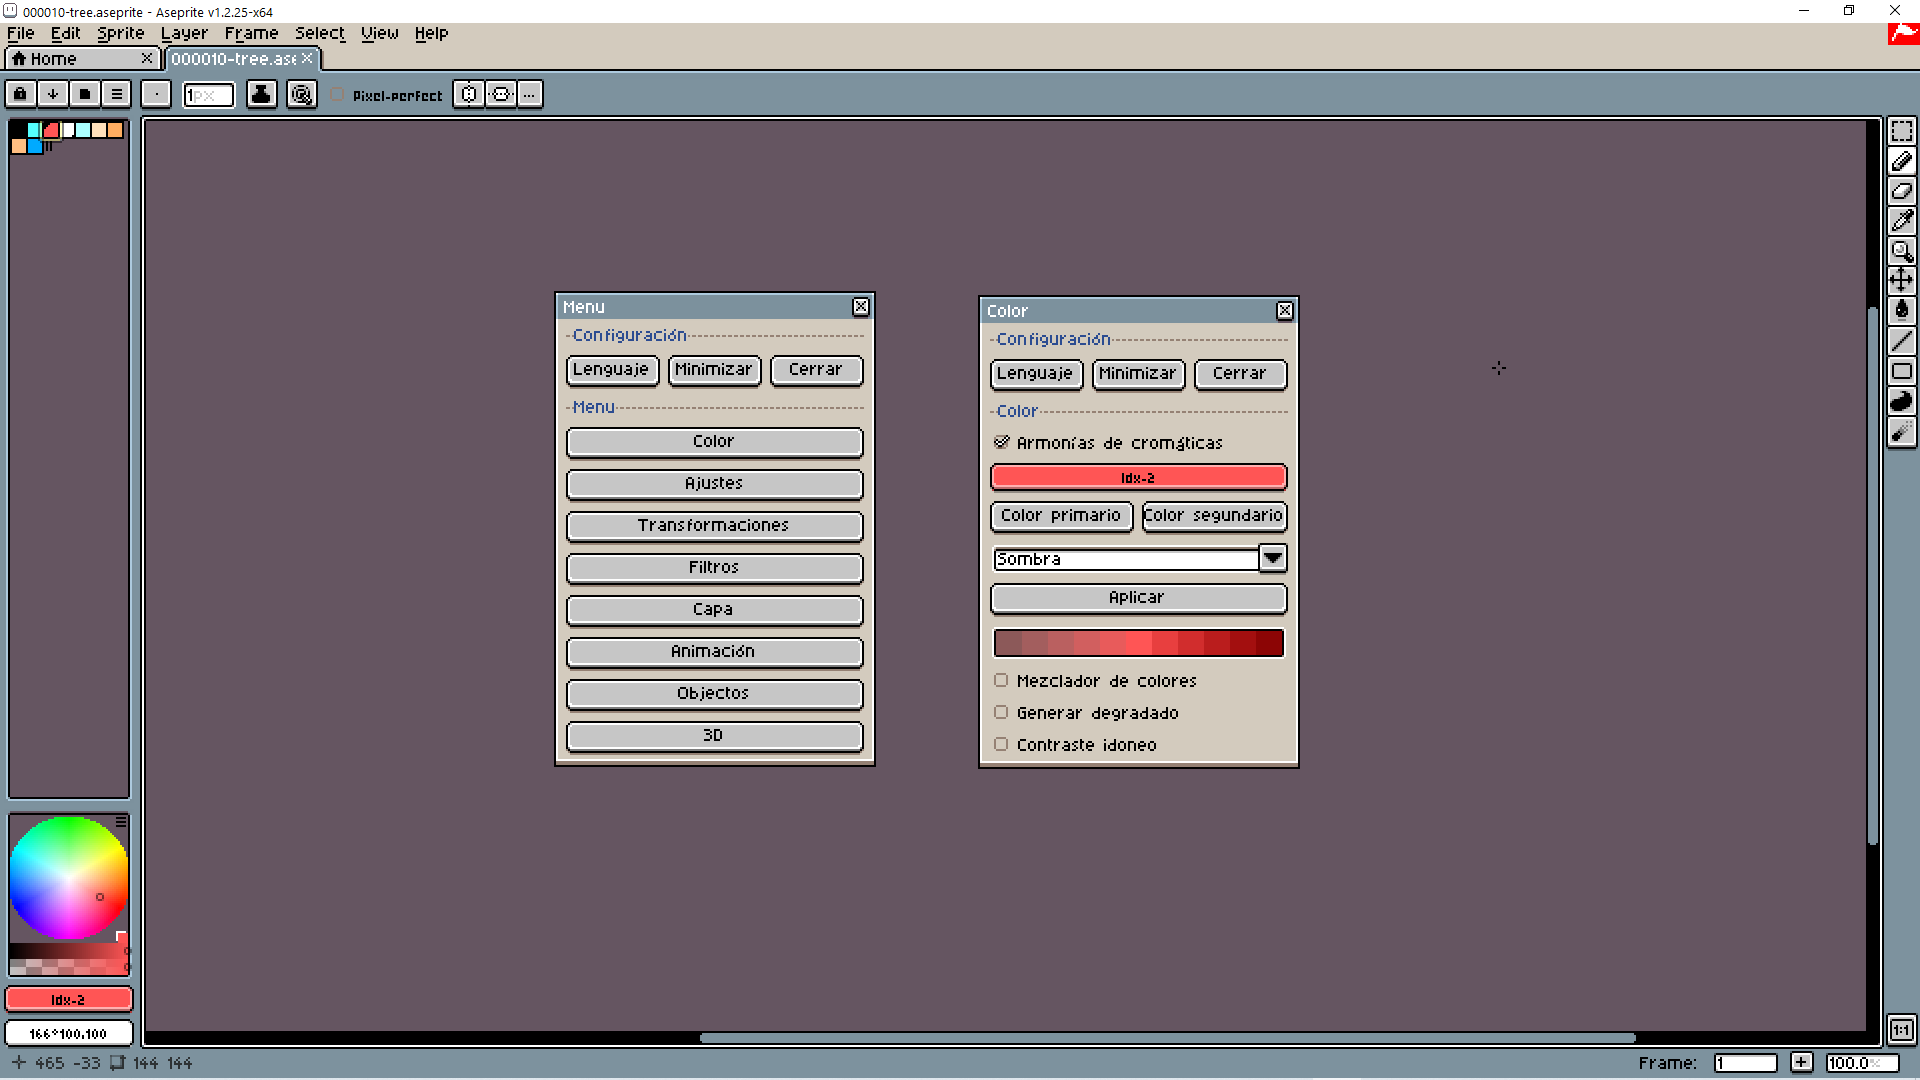 000010-tree.aseprite - Aseprite v1.2.25-x64
File Edit Sprite Layer Frame Select View Help
Home
000010-tree.ase
1px
Pixel-perfect
Menu
Configuración
Lenguaje Minimizar Cerrar
Menu
Color
Ajustes
Transformaciones
Filtros
Capa
Animación
Objectos
3D
Color
Configuración
Lenguaje Minimizar Cerrar
Color
Armonías de cromáticas
Idx-2
Color primario Color segundario
Sombra
Aplicar
Mezclador de colores
Generar degradado
Contraste idoneo
Idx-2
166°100,100
465 -33 144 144
Frame: 1 + 100.0%
1:1